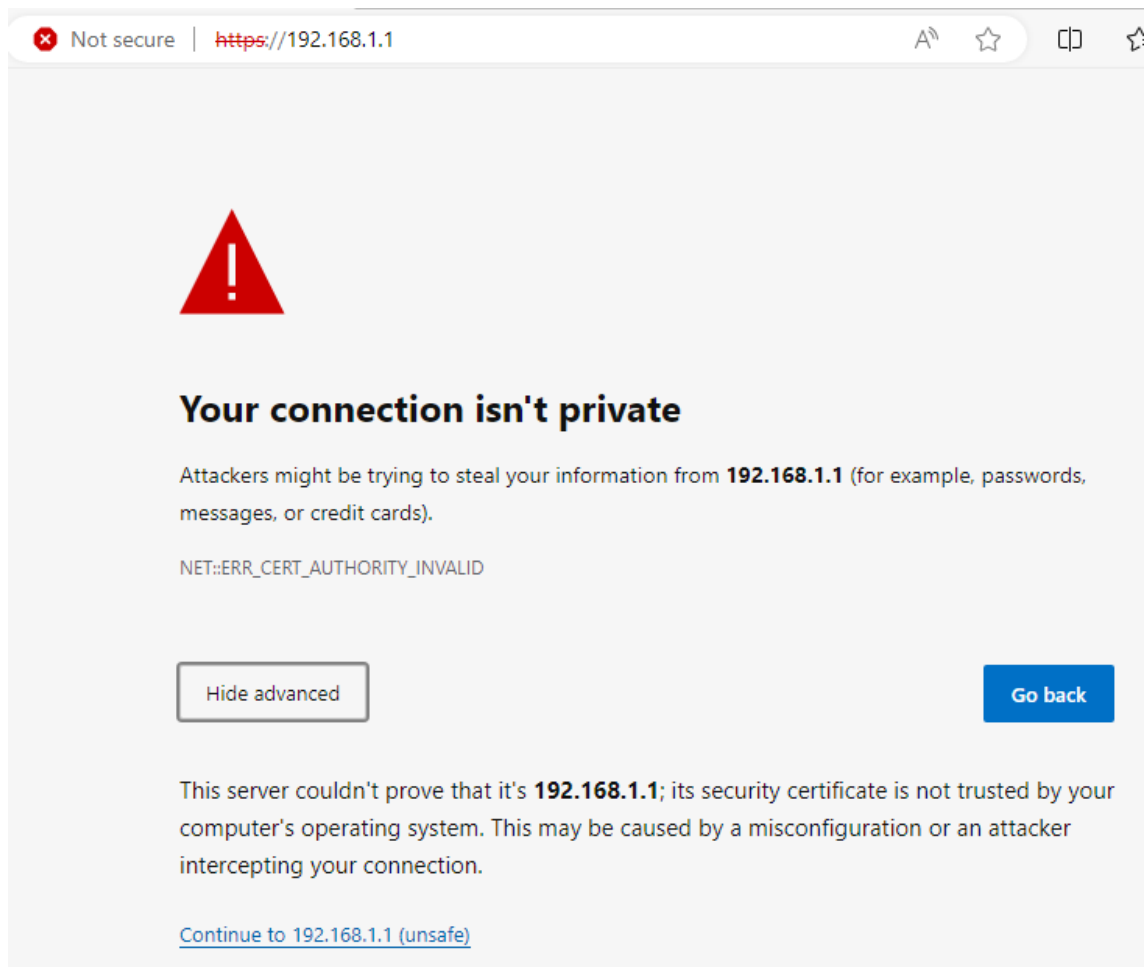 Not secure | https://192.168.1.1
Your connection isn't private
Attackers might be trying to steal your information from 192.168.1.1 (for example, passwords,
messages, or credit cards).
NET::ERR_CERT_AUTHORITY_INVALID
Hide advanced
Go back
This server couldn't prove that it's 192.168.1.1; its security certificate is not trusted by your
computer's operating system. This may be caused by a misconfiguration or an attacker
intercepting your connection.
Continue to 192.168.1.1 (unsafe)